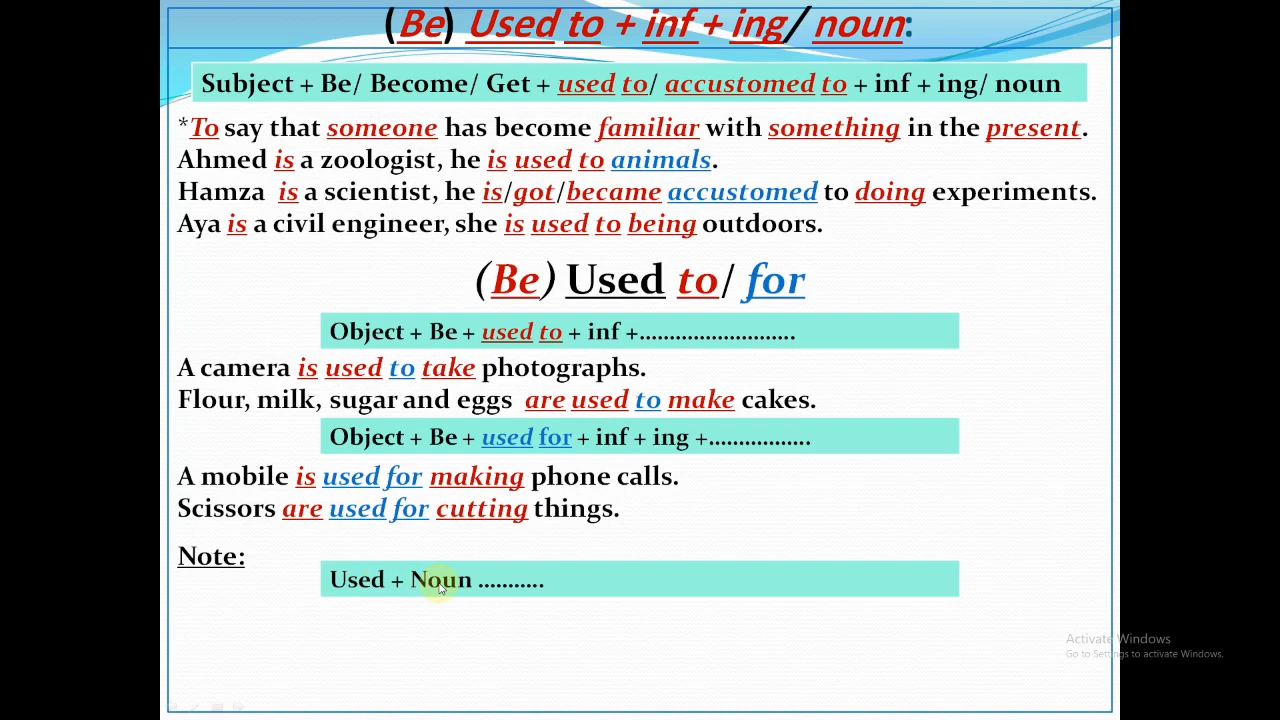 (Be) Used to + inf + ing/ noun:
Subject + Be/ Become/ Get + used to/ accustomed to + inf + ing/ noun
*To say that someone has become familiar with something in the present.
Ahmed is a zoologist, he is used to animals.
Hamza is a scientist, he is/got/became accustomed to doing experiments.
Aya is a civil engineer, she is used to being outdoors.
(Be) Used to/ for
Object + Be + used to + inf +..........................
A camera is used to take photographs.
Flour, milk, sugar and eggs are used to make cakes.
Object + Be + used for + inf + ing +.................
A mobile is used for making phone calls.
Scissors are used for cutting things.
Note:
Used + Noun ...........
Activate Windows
Go to Settings to activate Windows.